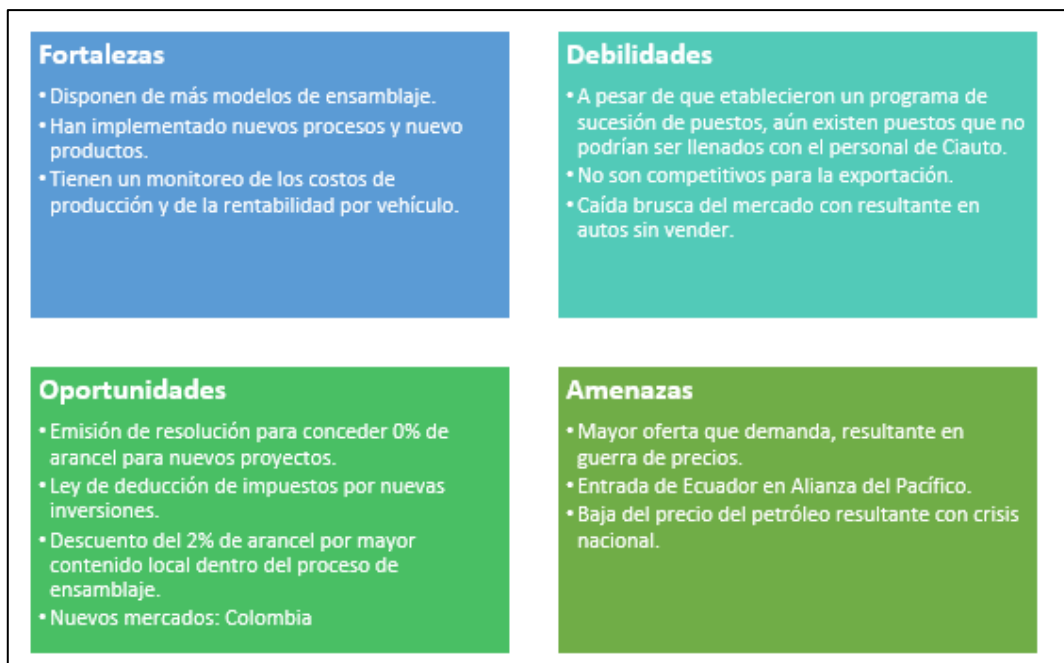 Fortalezas
• Disponen de más modelos de ensamblaje.
• Han implementado nuevos procesos y nuevo
productos.
• Tienen un monitoreo de los costos de
producción y de la rentabilidad por vehículo.
Debilidades
• A pesar de que etablecieron un programa de
sucesión de puestos, aún existen puestos que no
podrían ser llenados con el personal de Ciauto.
• No son competitivos para la exportación.
• Caída brusca del mercado con resultante en
autos sin vender.
Oportunidades
• Emisión de resolución para conceder 0% de
arancel para nuevos proyectos.
• Ley de deducción de impuestos por nuevas
inversiones.
• Descuento del 2% de arancel por mayor
contenido local dentro del proceso de
ensamblaje.
• Nuevos mercados: Colombia
Amenazas
• Mayor oferta que demanda, resultante en
guerra de precios.
• Entrada de Ecuador en Alianza del Pacífico.
• Baja del precio del petróleo resultante con crisis
nacional.